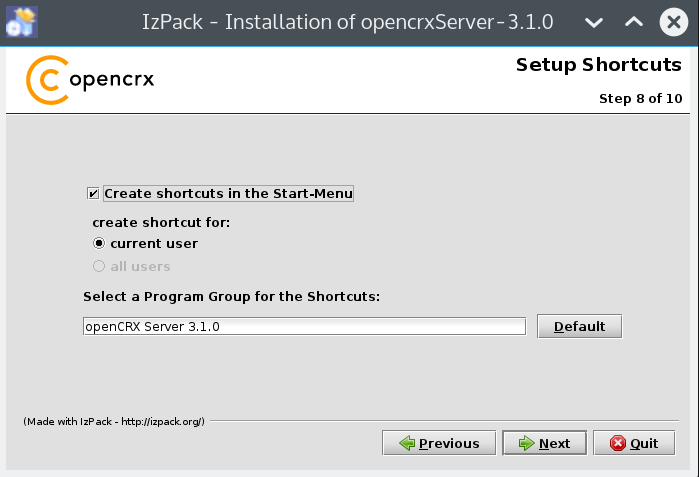 IzPack - Installation of opencrxServer-3.1.0
opencrx
Setup Shortcuts
Step 8 of 10
Create shortcuts in the Start-Menu
create shortcut for:
current user
all users
Select a Program Group for the Shortcuts:
openCRX Server 3.1.0
Default
(Made with IzPack - http://izpack.org/)
Previous
Next
Quit